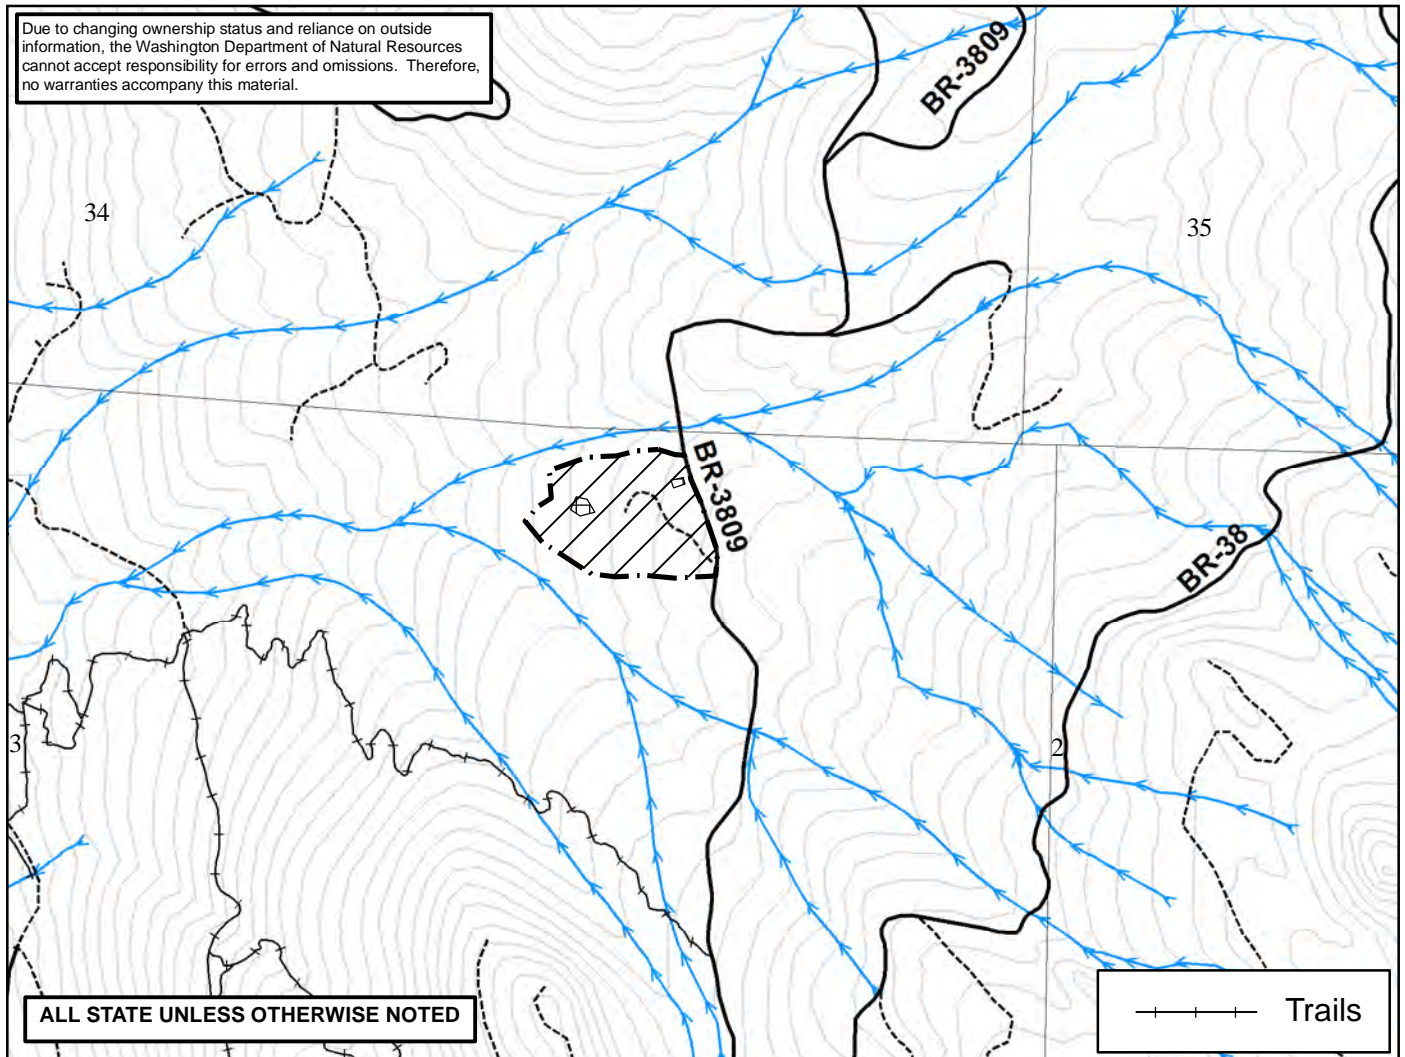 Due to changing ownership status and reliance on outside
information, the Washington Department of Natural Resources
cannot accept responsibility for errors and omissions.  Therefore,
no warranties accompany this material.
BR-3809
34
35
BR-3809
BR-38
3
2
ALL STATE UNLESS OTHERWISE NOTED
Trails